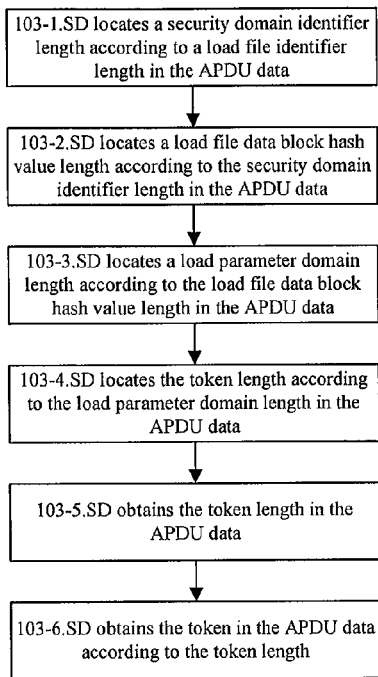 103-1.SD locates a security domain identifier
length according to a load file identifier
length in the APDU data
103-2.SD locates a load file data block hash
value length according to the security domain
identifier length in the APDU data
103-3.SD locates a load parameter domain
length according to the load file data block
hash value length in the APDU data
103-4.SD locates the token length according
to the load parameter domain length in the
APDU data
103-5.SD obtains the token length in the
APDU data
103-6.SD obtains the token in the APDU data
according to the token length